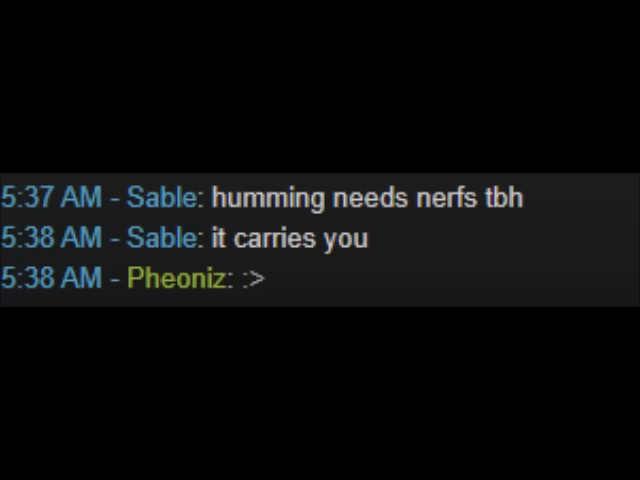 5:37 AM - Sable: humming needs nerfs tbh
5:38 AM - Sable: it carries you
5:38 AM - Pheoniz: :>